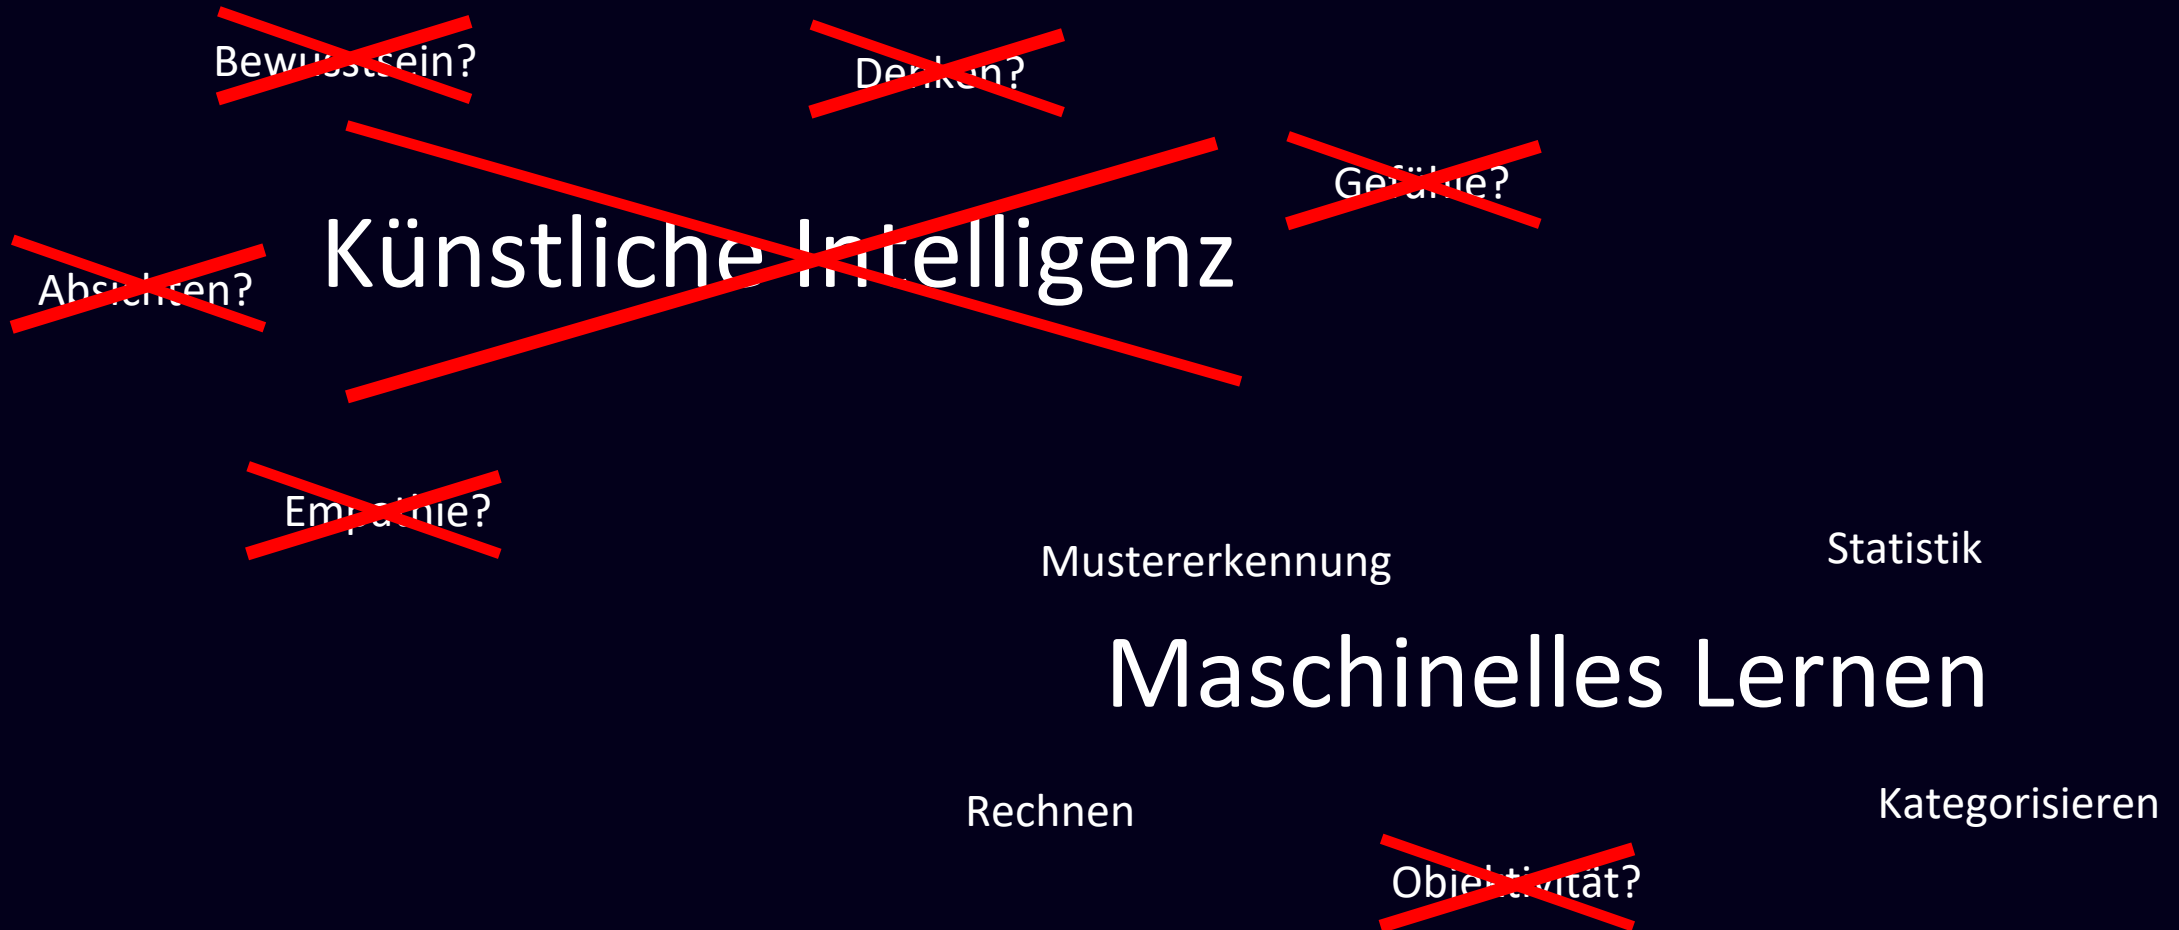 Bewusstsein?
Denken?
Gefühle?
Künstliche Intelligenz
Absichten?
Empathie?
Mustererkennung
Statistik
Maschinelles Lernen
Rechnen
Kategorisieren
Objektivität?